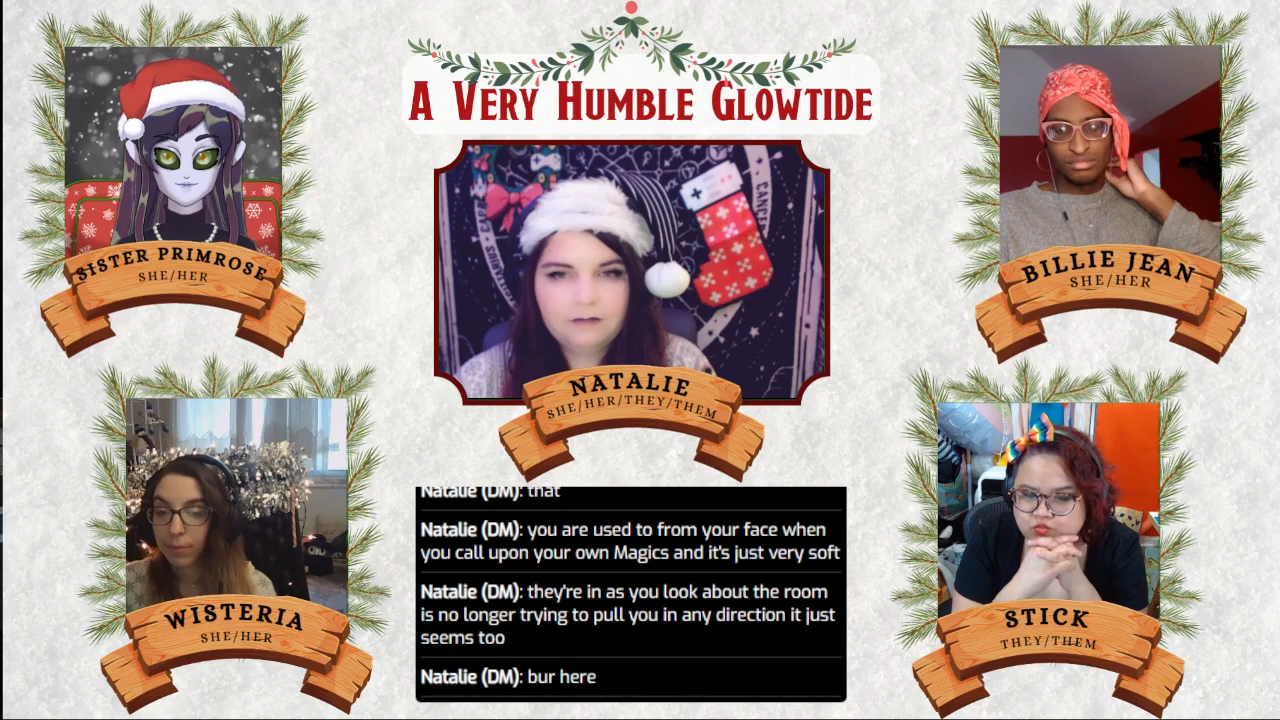 A Very Humble Glowtide
SISTER PRIMROSE
SHE/HER
BILLIE JEAN
SHE/HER
CANCE
NATALIE
SHE/HER/THEY/THEM
WISTERIA
SHE/HER
STICK
THEY/THEM
Natalie (DM): that
Natalie (DM): you are used to from your face when
you call upon your own Magics and it's just very soft
Natalie (DM): they're in as you look about the room
is no longer trying to pull you in any direction it just
seems too
Natalie (DM): bur here